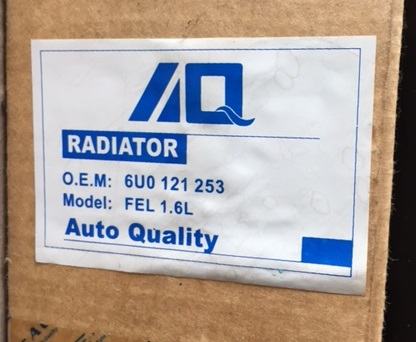 AQ
RADIATOR
O.E.M: 6U0 121 253
Model: FEL 1.6L
Auto Quality